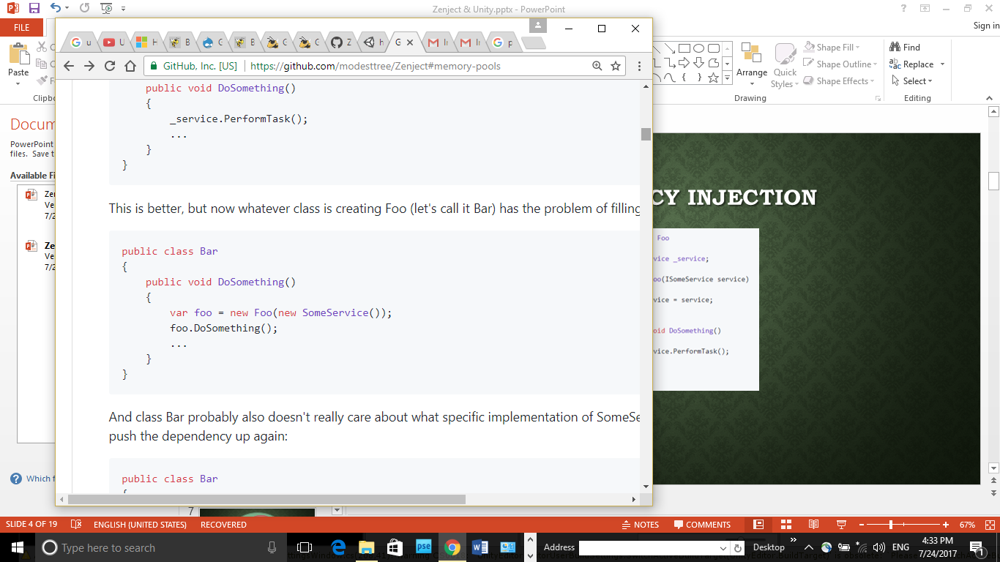 Zenject & Unity.pptx - PowerPoint
FILE
Sign in
Paste
Clipb
Arrange
Quick
Styles
Shape Fill
Shape Outline
Shape Effects
Drawing
Find
Replace
Select
Editing
GitHub, Inc. [US]
https://github.com/modesttree/Zenject#memory-pools
public void DoSomething()
{
_service.PerformTask();
...
}
}
This is better, but now whatever class is creating Foo (let's call it Bar) has the problem of filling
public class Bar
{
public void DoSomething()
{
var foo = new Foo(new SomeService());
foo.DoSomething();
...
}
}
And class Bar probably also doesn't really care about what specific implementation of SomeSe
push the dependency up again:
public class Bar
{
Docum
PowerPoint
files. Save t
Available Fi
Zen
Ve
7/2
Ze
Ve
7/2
Which f
CY INJECTION
Foo
vice _service;
oo(ISomeService service)
vice = service;
oid DoSomething()
vice.PerformTask();
7
SLIDE 4 OF 19
ENGLISH (UNITED STATES)
RECOVERED
NOTES
COMMENTS
67%
Type here to search
Address
Desktop
ENG
4:33 PM
7/24/2017